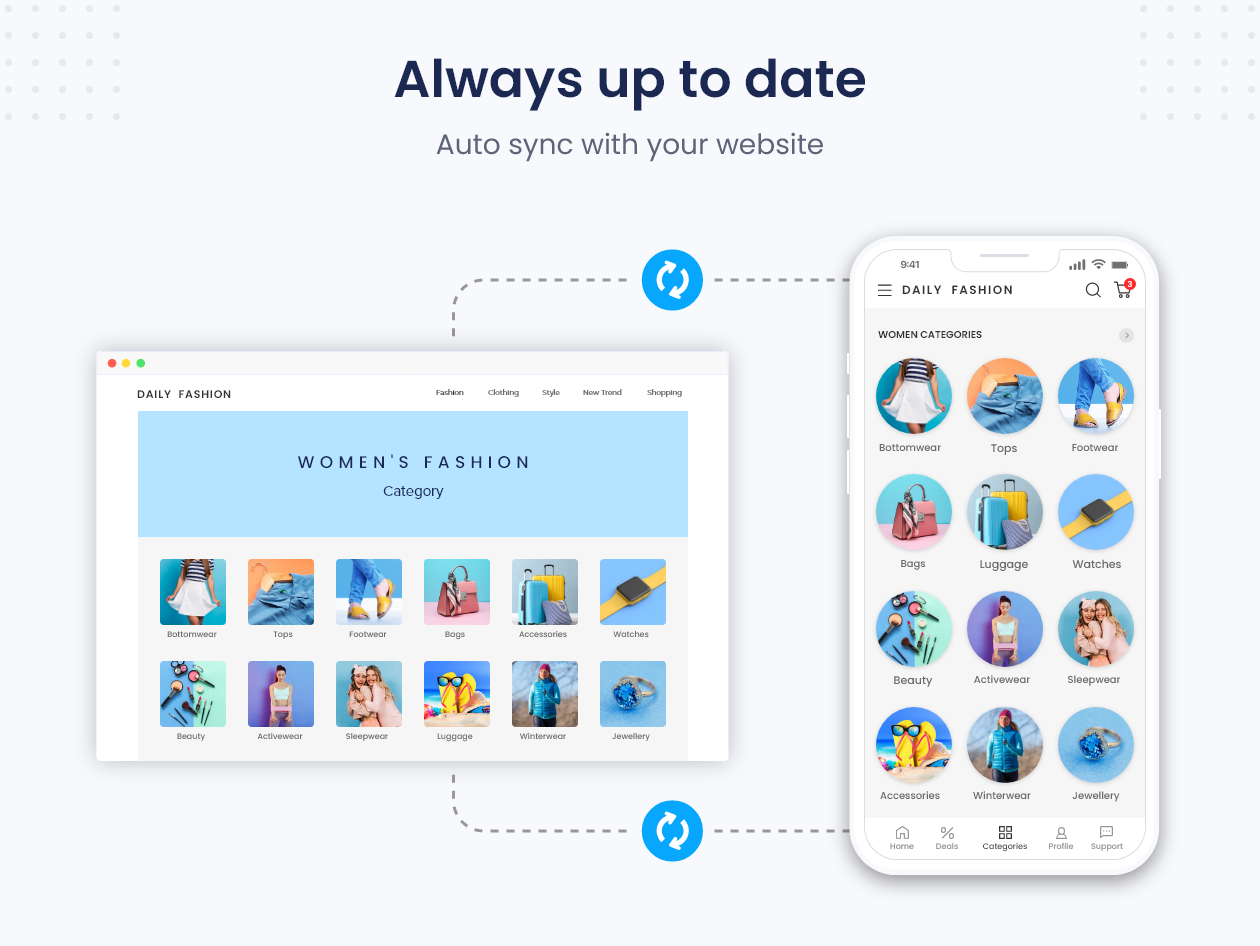 Always up to date
Auto sync with your website
DAILY FASHION
Fashion Clothing Style New Trend Shopping
WOMEN'S FASHION
Category
Bottomwear Tops Footwear Bags Accessories Watches
Beauty Activewear Sleepwear Luggage Winterwear Jewellery
9:41
DAILY FASHION
3
WOMEN CATEGORIES
Bottomwear Tops Footwear
Bags Luggage Watches
Beauty Activewear Sleepwear
Accessories Winterwear Jewellery
Home Deals Categories Profile Support